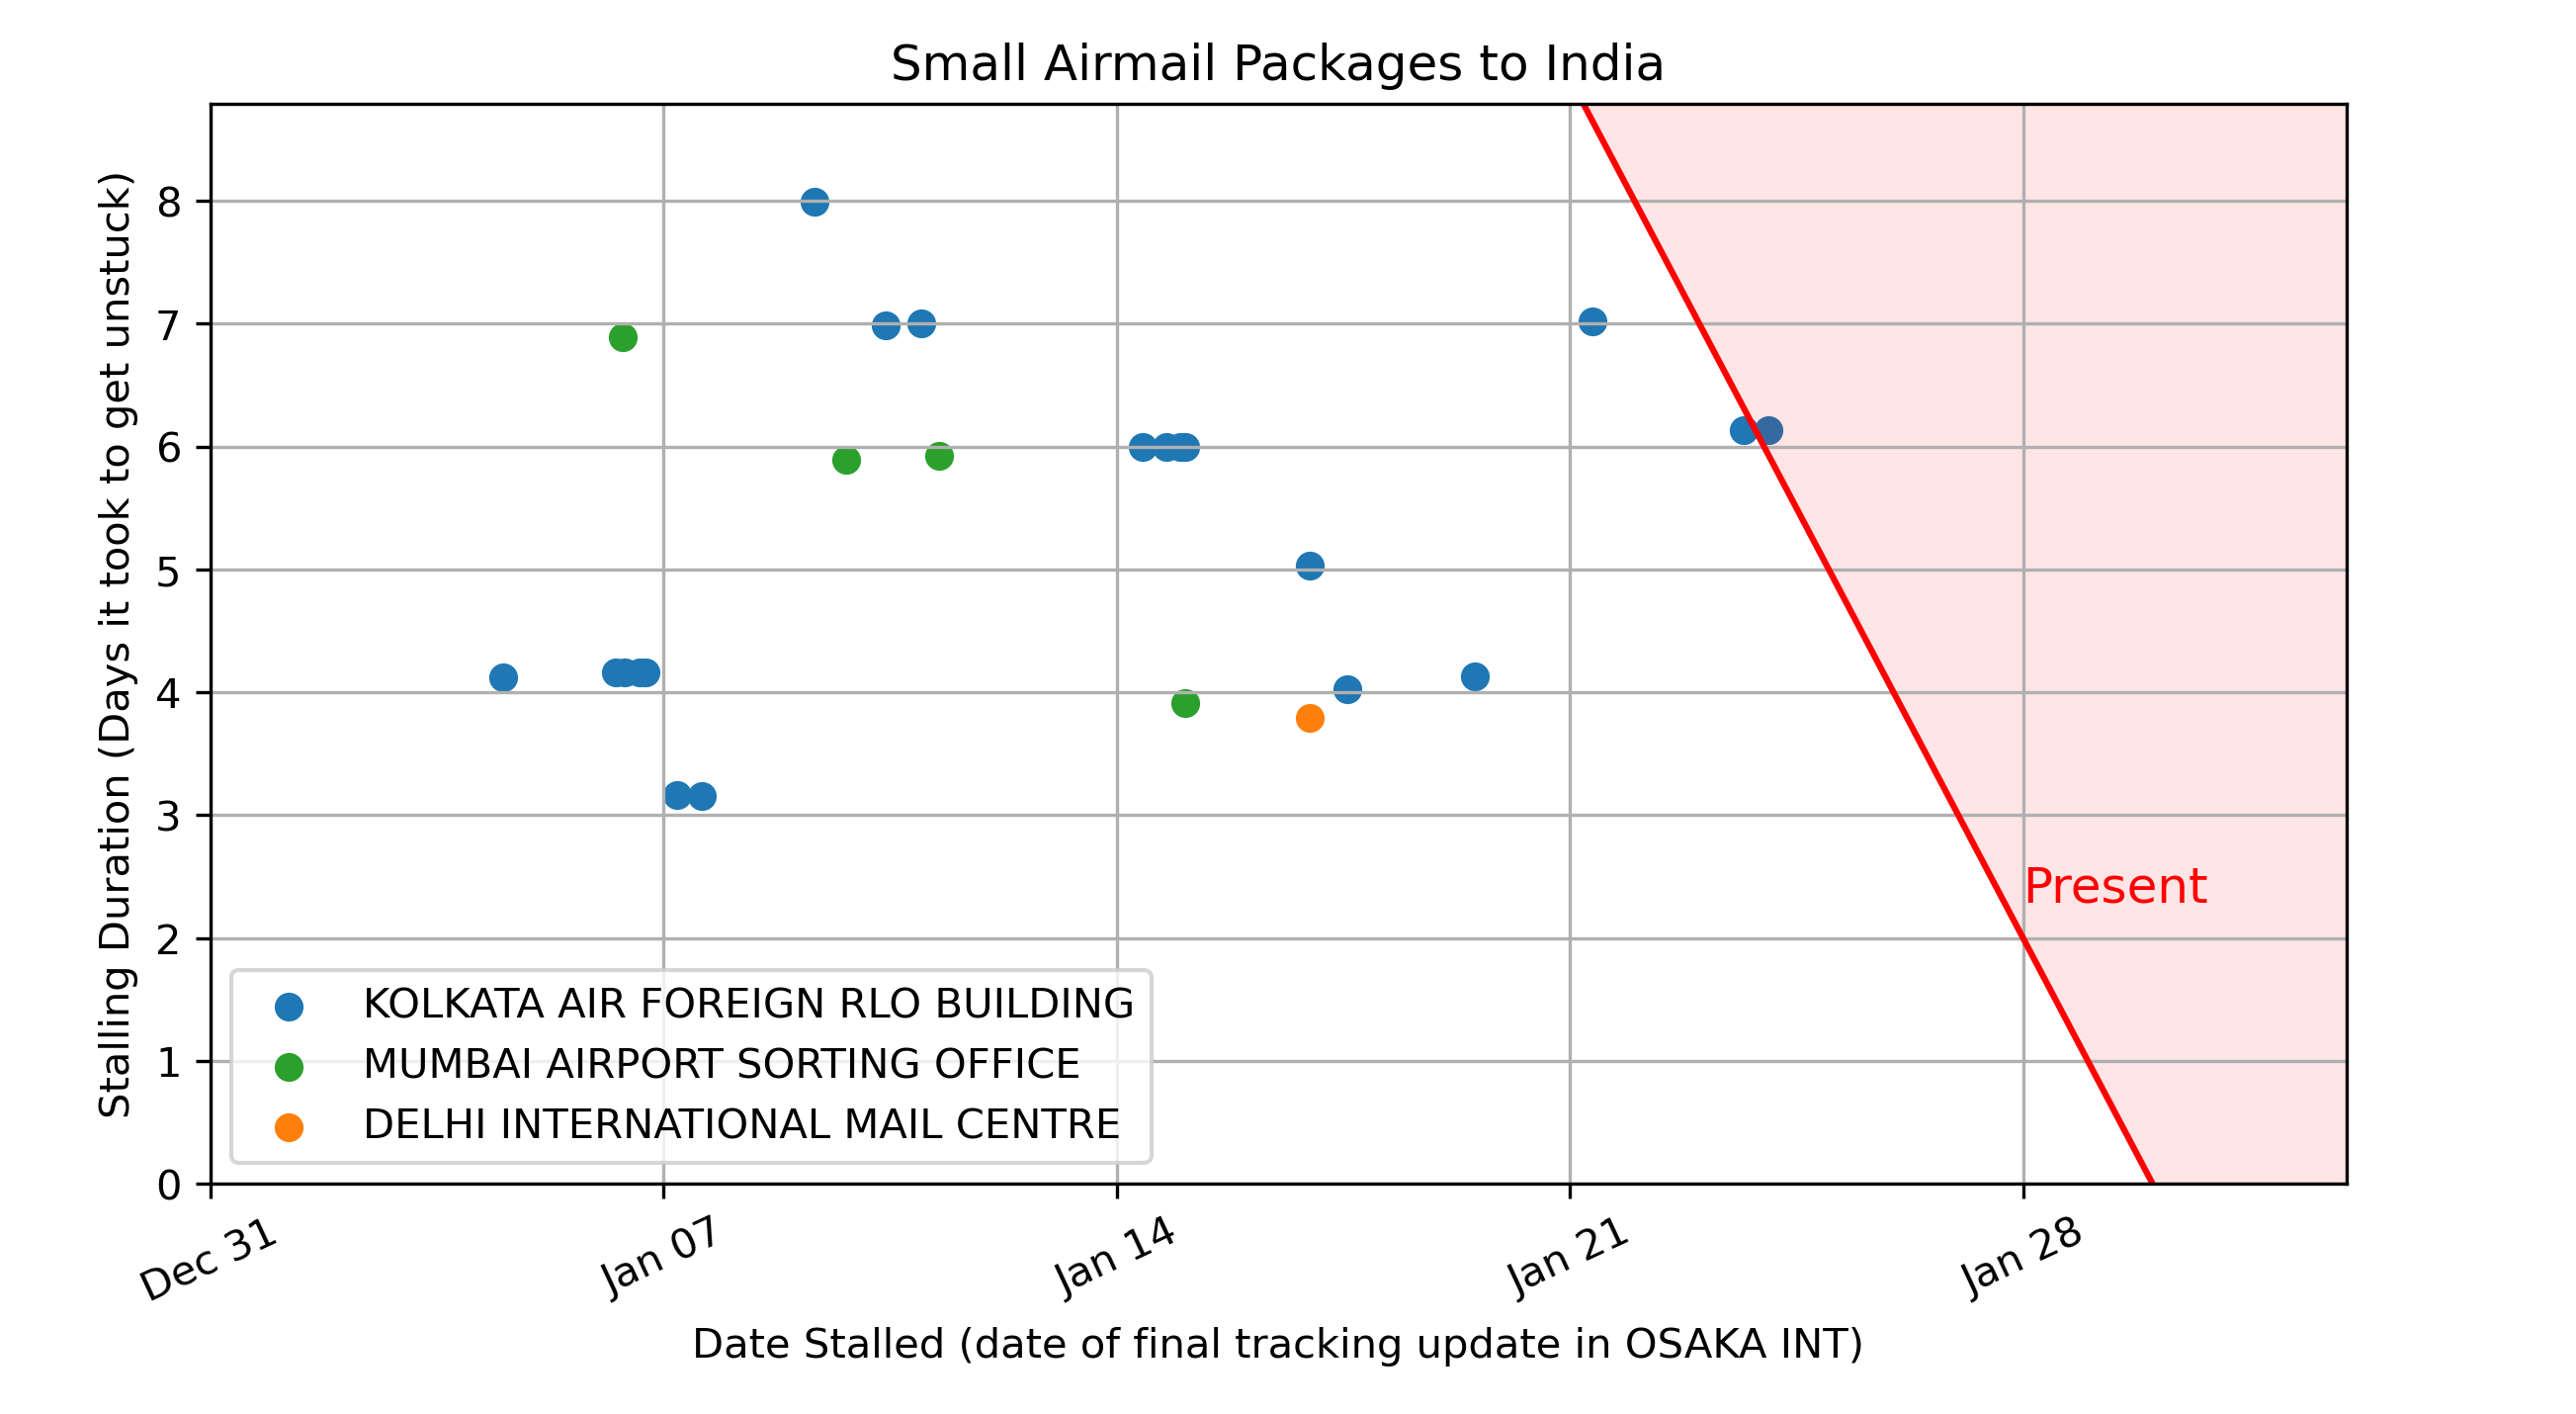 Small Airmail Packages to India
Stalling Duration (Days it took to get unstuck)
8
7
6
5
4
3
2
1
0
Present
KOLKATA AIR FOREIGN RLO BUILDING
MUMBAI AIRPORT SORTING OFFICE
DELHI INTERNATIONAL MAIL CENTRE
Dec 31
Jan 07
Jan 14
Jan 21
Jan 28
Date Stalled (date of final tracking update in OSAKA INT)